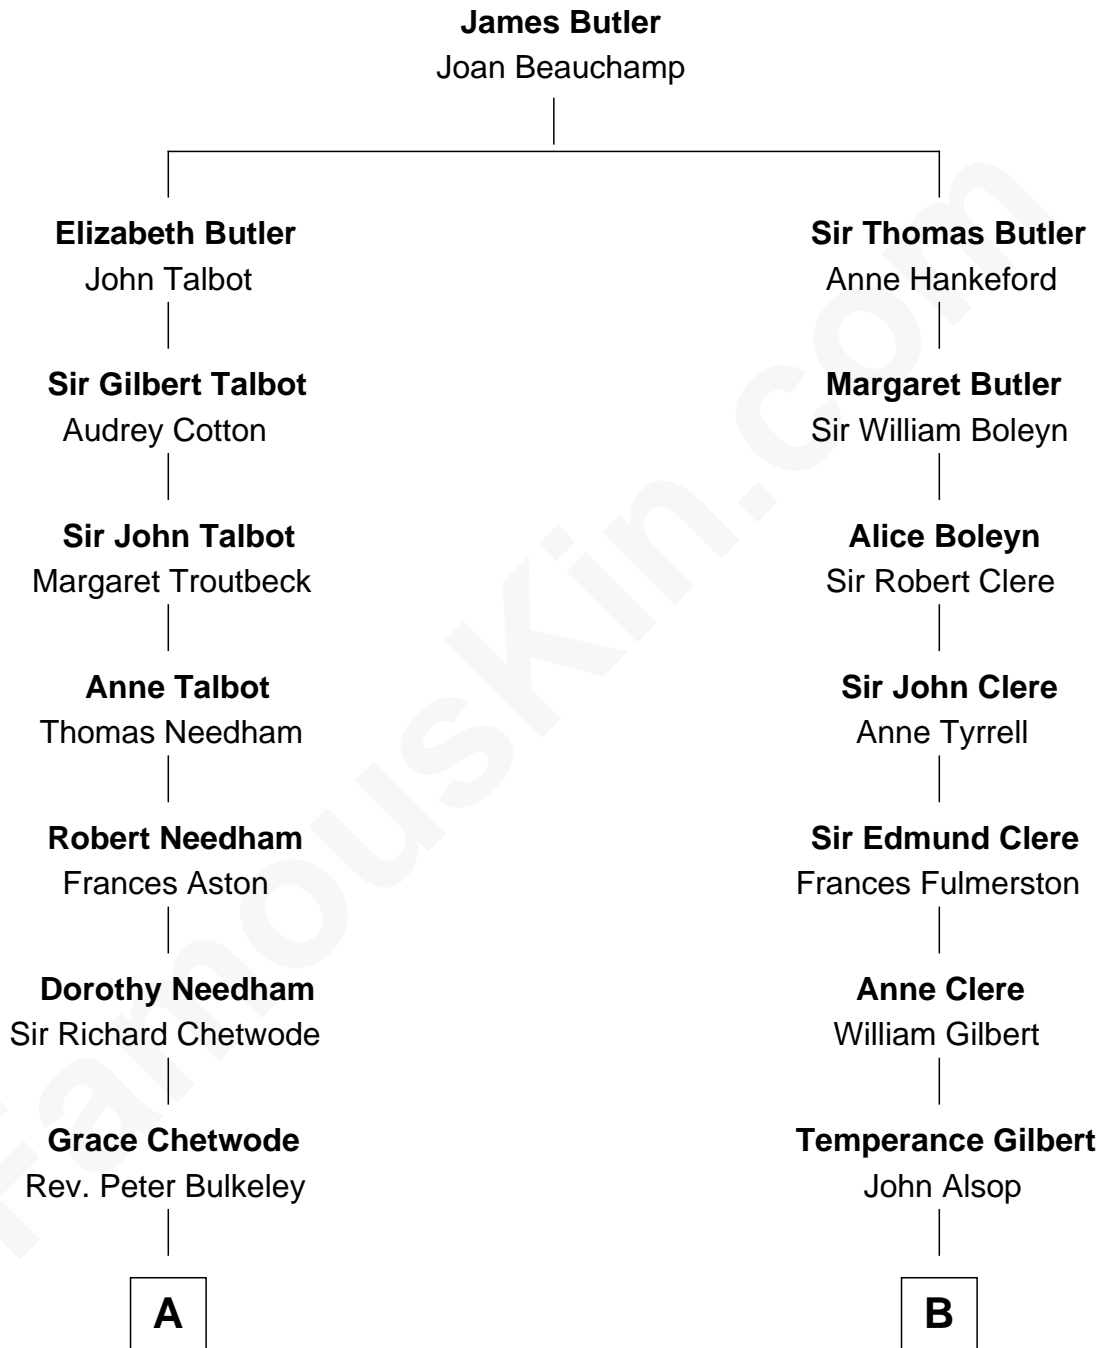 James Butler
Joan Beauchamp
Elizabeth Butler
John Talbot
Sir Thomas Butler
Anne Hankeford
Sir Gilbert Talbot
Audrey Cotton
Margaret Butler
Sir William Boleyn
Sir John Talbot
Margaret Troutbeck
Alice Boleyn
Sir Robert Clere
Anne Talbot
Thomas Needham
Sir John Clere
Anne Tyrrell
Robert Needham
Frances Aston
Sir Edmund Clere
Frances Fulmerston
Dorothy Needham
Sir Richard Chetwode
Anne Clere
William Gilbert
Grace Chetwode
Rev. Peter Bulkeley
Temperance Gilbert
John Alsop
A
B
FamousKin.com